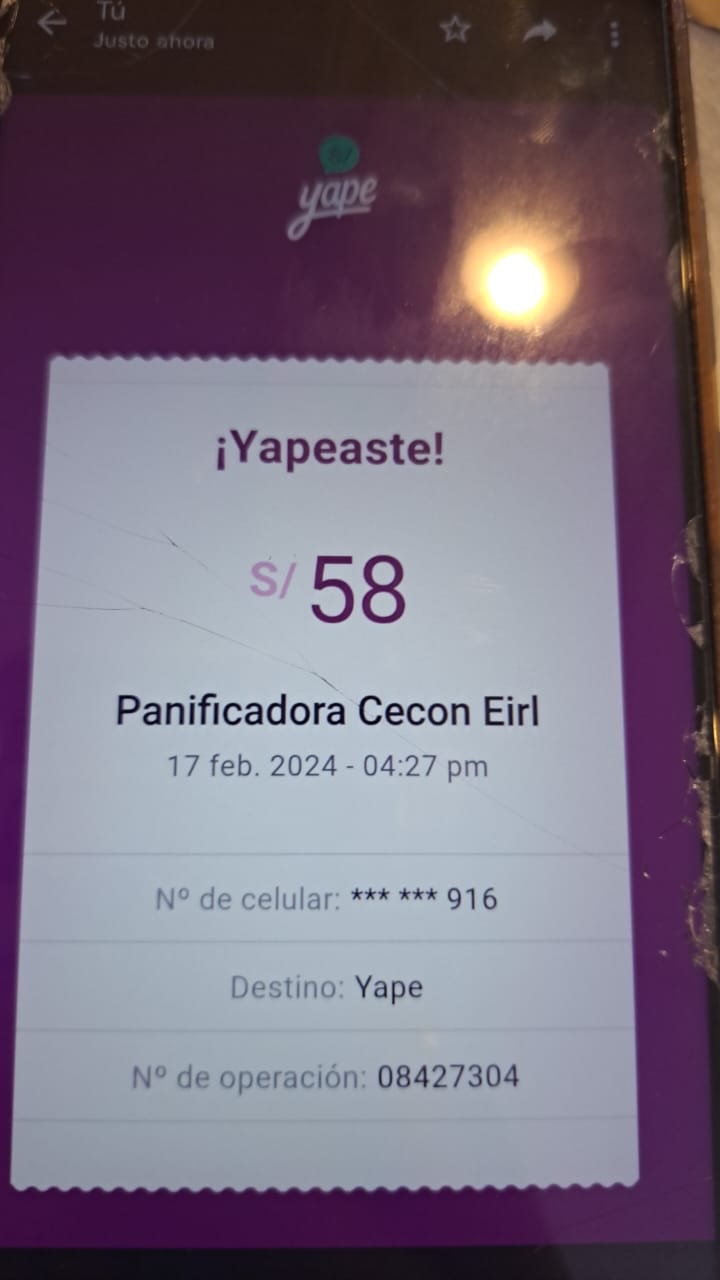 Tú
Justo ahora
S/
yape
¡Yapeaste!
S/ 58
Panificadora Cecon Eirl
17 feb. 2024 - 04:27 pm
Nº de celular: *** *** 916
Destino: Yape
Nº de operación: 08427304